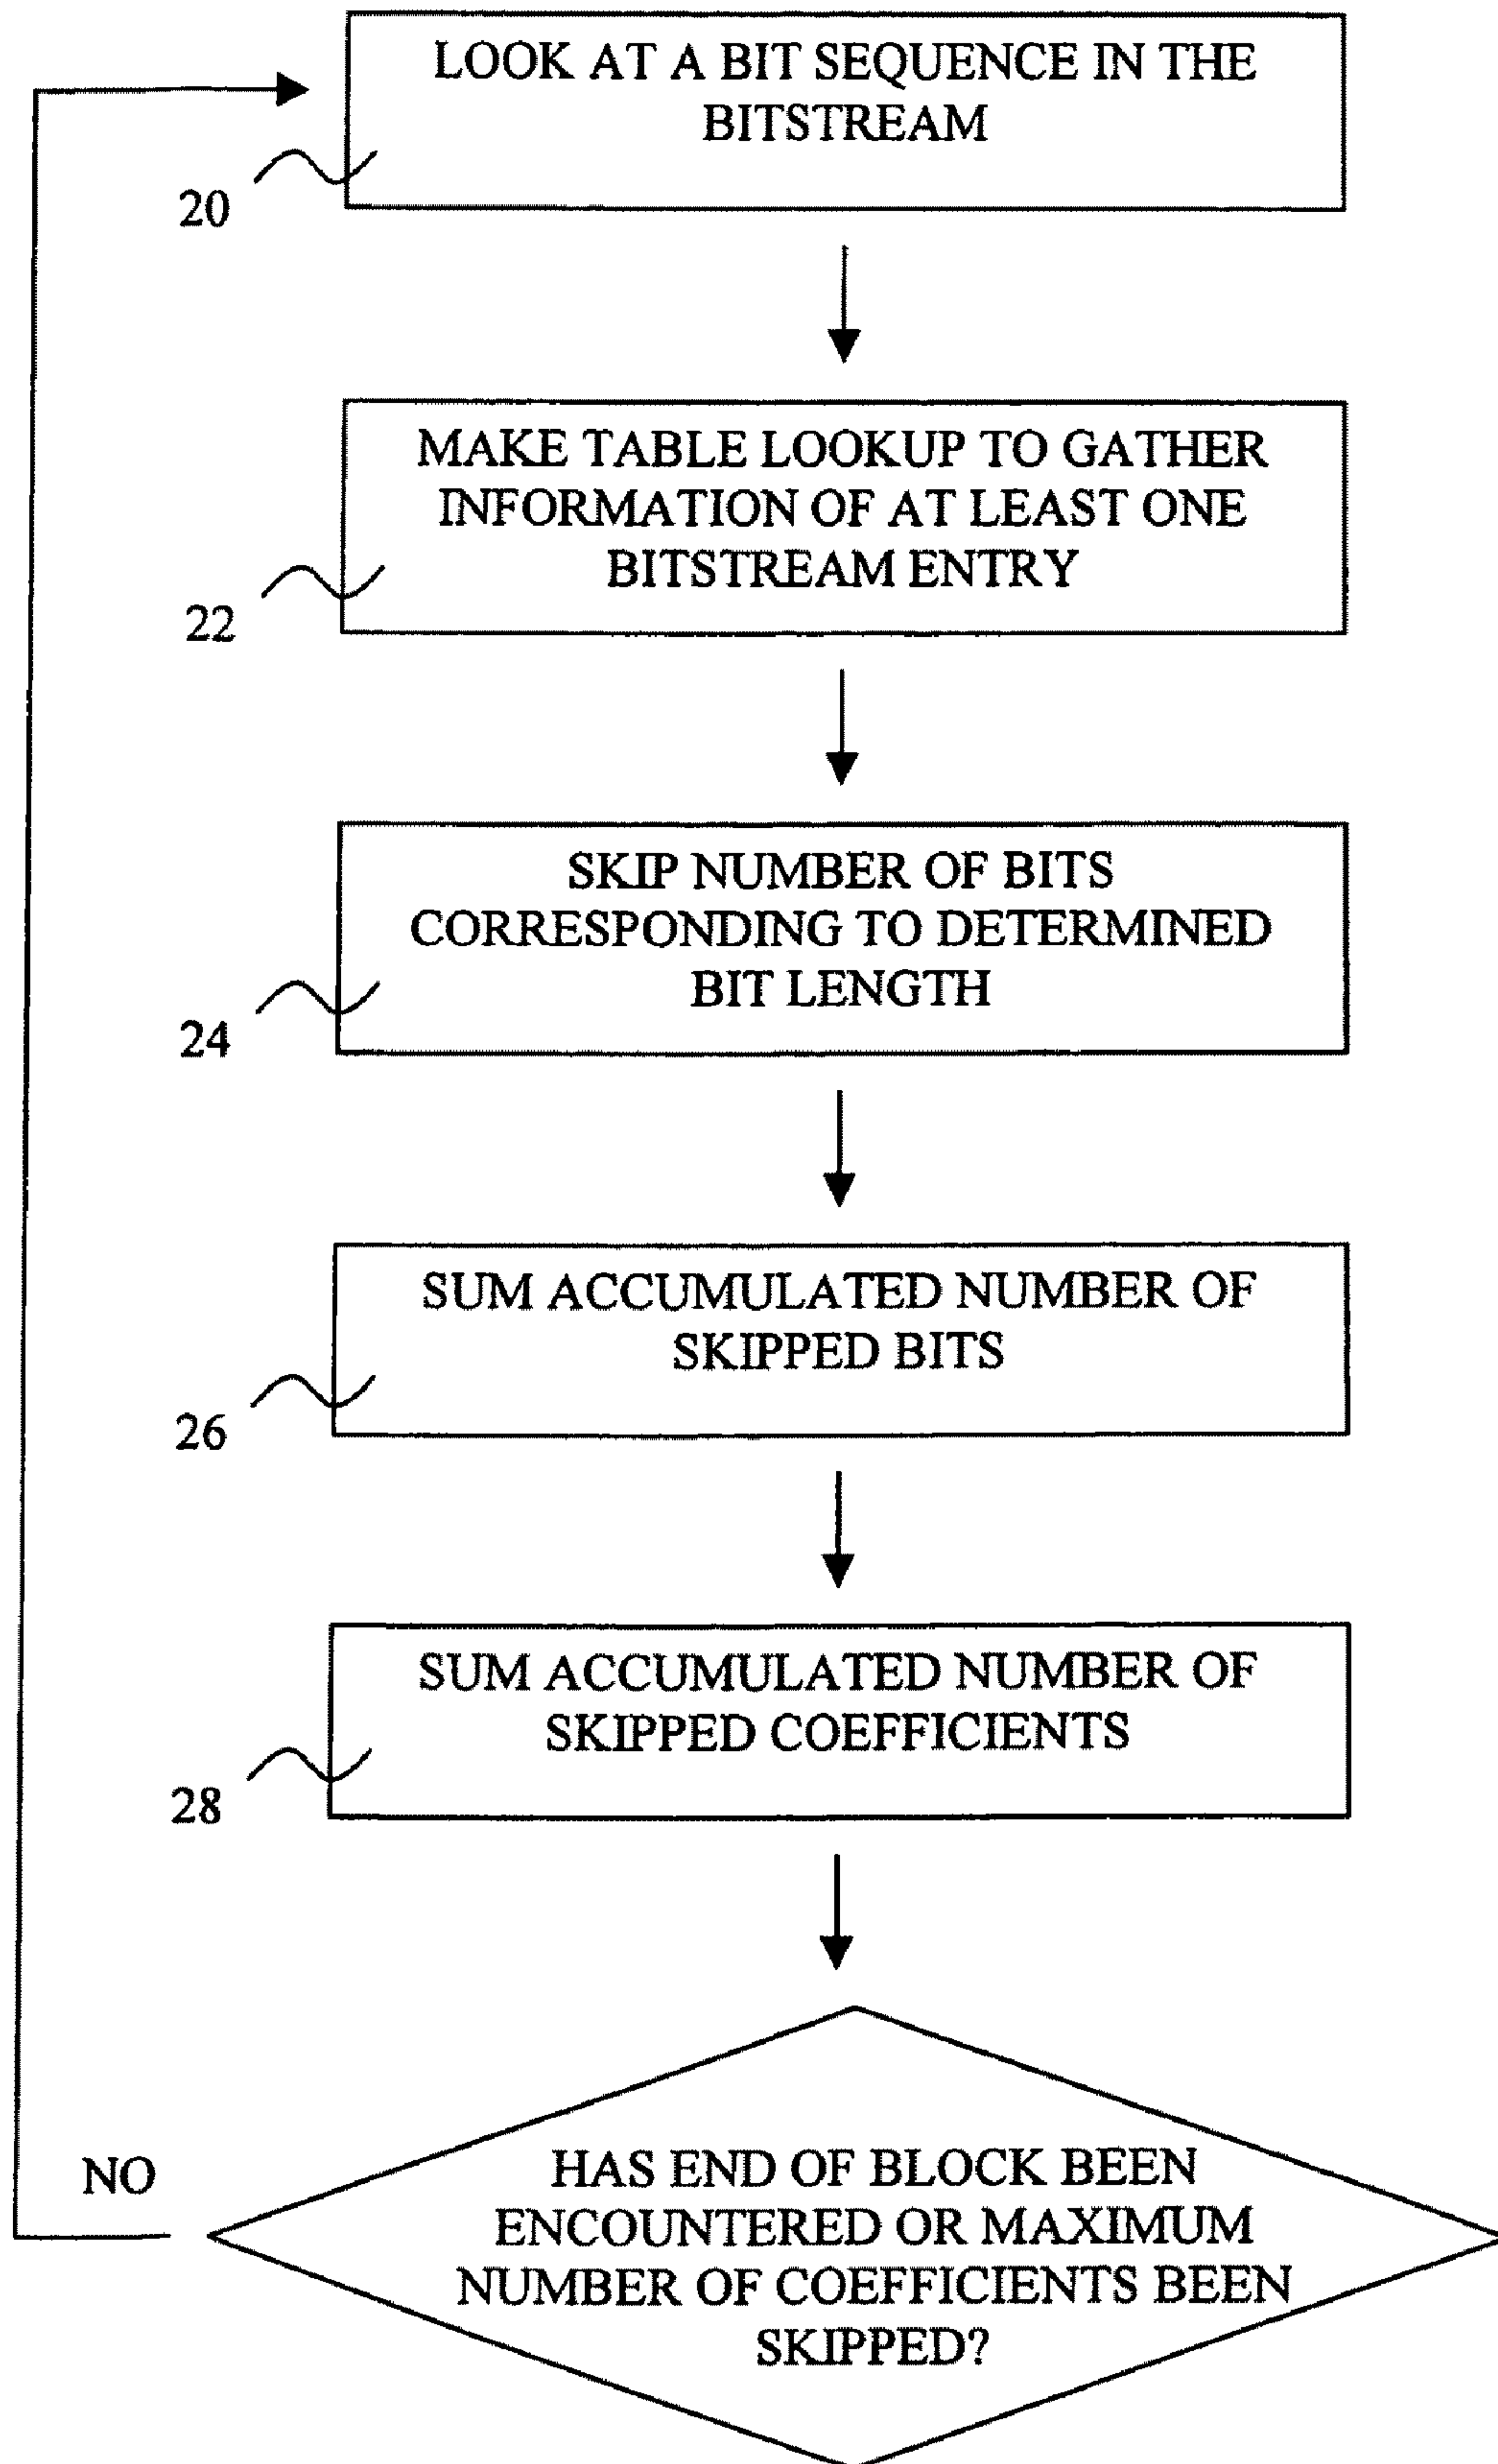 LOOK AT A BIT SEQUENCE IN THE
BITSTREAM
20
MAKE TABLE LOOKUP TO GATHER
INFORMATION OF AT LEAST ONE
BITSTREAM ENTRY
22
SKIP NUMBER OF BITS
CORRESPONDING TO DETERMINED
BIT LENGTH
24
SUM ACCUMULATED NUMBER OF
SKIPPED BITS
26
SUM ACCUMULATED NUMBER OF
SKIPPED COEFFICIENTS
28
NO
HAS END OF BLOCK BEEN
ENCOUNTERED OR MAXIMUM
NUMBER OF COEFFICIENTS BEEN
SKIPPED?